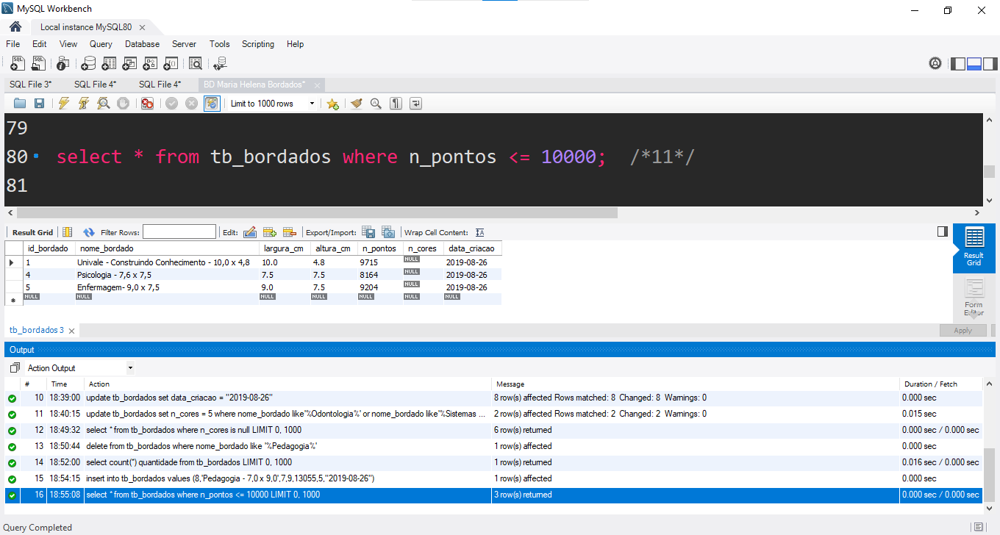 MySQL Workbench
Local instance MySQL80
File Edit View Query Database Server Tools Scripting Help
SQL File 3* SQL File 4* SQL File 4* BD Maria Helena Bordados*
Limit to 1000 rows
79
80 select * from tb_bordados where n_pontos <= 10000; /*11*/
81
Result Grid Filter Rows: Edit: Export/Import: Wrap Cell Content:
id_bordado nome_bordado largura_cm altura_cm n_pontos n_cores data_criacao
1 Univale - Construindo Conhecimento - 10,0 x 4,8 10.0 4.8 9715 NULL 2019-08-26
4 Psicologia - 7,6 x 7,5 7.5 7.5 8164 NULL 2019-08-26
5 Enfermagem- 9,0 x 7,5 9.0 7.5 9204 NULL 2019-08-26
NULL NULL NULL NULL NULL NULL NULL
Result Grid
Form Editor
tb_bordados 3
Apply
Output
Action Output
# Time Action Message Duration / Fetch
10 18:39:00 update tb_bordados set data_criacao = "2019-08-26" 8 row(s) affected Rows matched: 8 Changed: 8 Warnings: 0 0.000 sec
11 18:40:15 update tb_bordados set n_cores = 5 where nome_bordado like'%Odontologia%' or nome_bordado like'%Sistemas ... 2 row(s) affected Rows matched: 2 Changed: 2 Warnings: 0 0.015 sec
12 18:49:32 select * from tb_bordados where n_cores is null LIMIT 0, 1000 6 row(s) returned 0.000 sec / 0.000 sec
13 18:50:44 delete from tb_bordados where nome_bordado like '%Pedagogia%' 1 row(s) affected 0.000 sec
14 18:52:00 select count(*) quantidade from tb_bordados LIMIT 0, 1000 1 row(s) returned 0.016 sec / 0.000 sec
15 18:54:15 insert into tb_bordados values (8,'Pedagogia - 7,0 x 9,0',7,9,13055,5,"2019-08-26") 1 row(s) affected 0.000 sec
16 18:55:08 select * from tb_bordados where n_pontos <= 10000 LIMIT 0, 1000 3 row(s) returned 0.000 sec / 0.000 sec
Query Completed